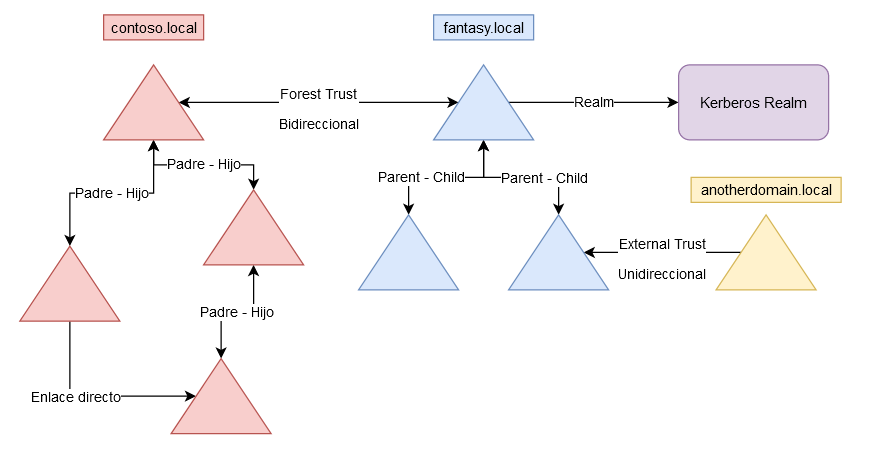 contoso.local
fantasy.local
Forest Trust
Bidireccional
Realm
Kerberos Realm
Padre - Hijo
Padre - Hijo
Parent - Child
Parent - Child
anotherdomain.local
External Trust
Unidireccional
Padre - Hijo
Enlace directo